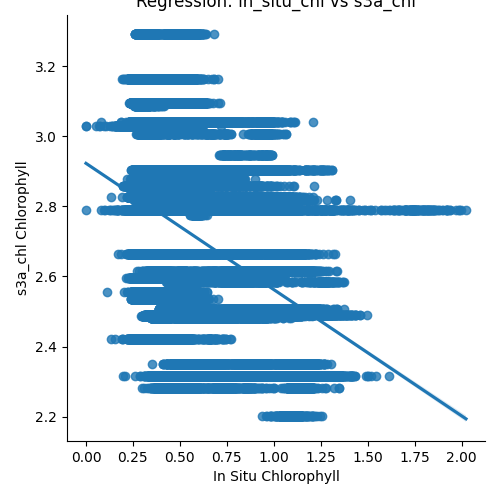 Regression: in_situ_chl vs s3a_chl
3.2
3.0
2.8
2.6
2.4
2.2
s3a_chl Chlorophyll
0.00 0.25 0.50 0.75 1.00 1.25 1.50 1.75 2.00
In Situ Chlorophyll